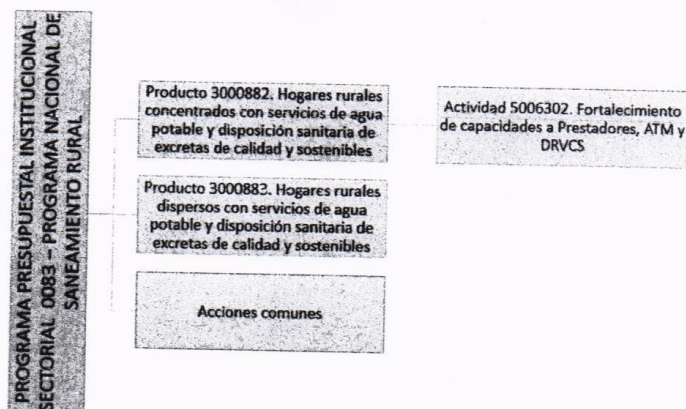 PROGRAMA PRESUPUESTAL INSTITUCIONAL
SECTORIAL 0083 – PROGRAMA NACIONAL DE
SANEAMIENTO RURAL
Producto 3000882. Hogares rurales
concentrados con servicios de agua
potable y disposición sanitaria de
excretas de calidad y sostenibles
Actividad 5006302. Fortalecimiento
de capacidades a Prestadores, ATM y
DRVCS
Producto 3000883. Hogares rurales
dispersos con servicios de agua
potable y disposición sanitaria de
excretas de calidad y sostenibles
Acciones comunes